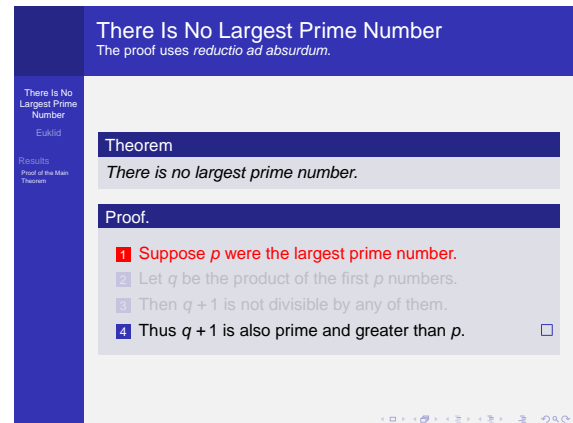 There Is No Largest Prime Number
The proof uses reductio ad absurdum.
There Is No
Largest Prime
Number
Euklid
Results
Proof of the Main
Theorem
Theorem
There is no largest prime number.
Proof.
1 Suppose p were the largest prime number.
2 Let q be the product of the first p numbers.
3 Then q + 1 is not divisible by any of them.
4 Thus q + 1 is also prime and greater than p.